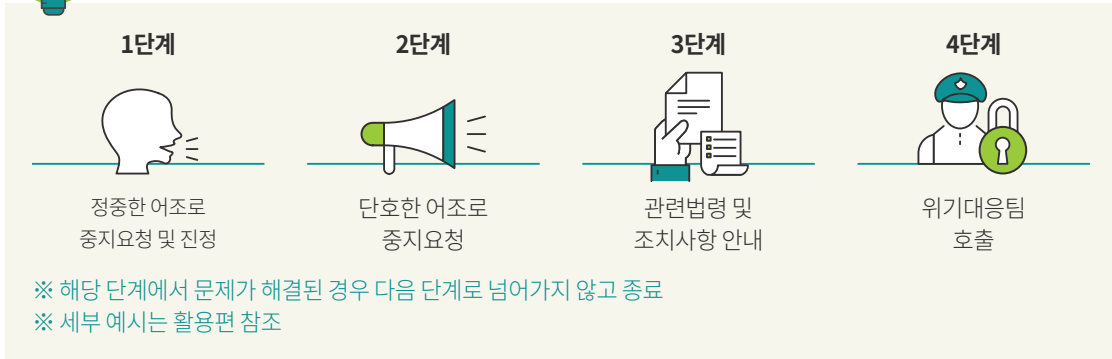 1단계
2단계
3단계
4단계
정중한 어조로
중지요청 및 진정
단호한 어조로
중지요청
관련법령 및
조치사항 안내
위기대응팀
호출
※ 해당 단계에서 문제가 해결된 경우 다음 단계로 넘어가지 않고 종료
※ 세부 예시는 활용편 참조